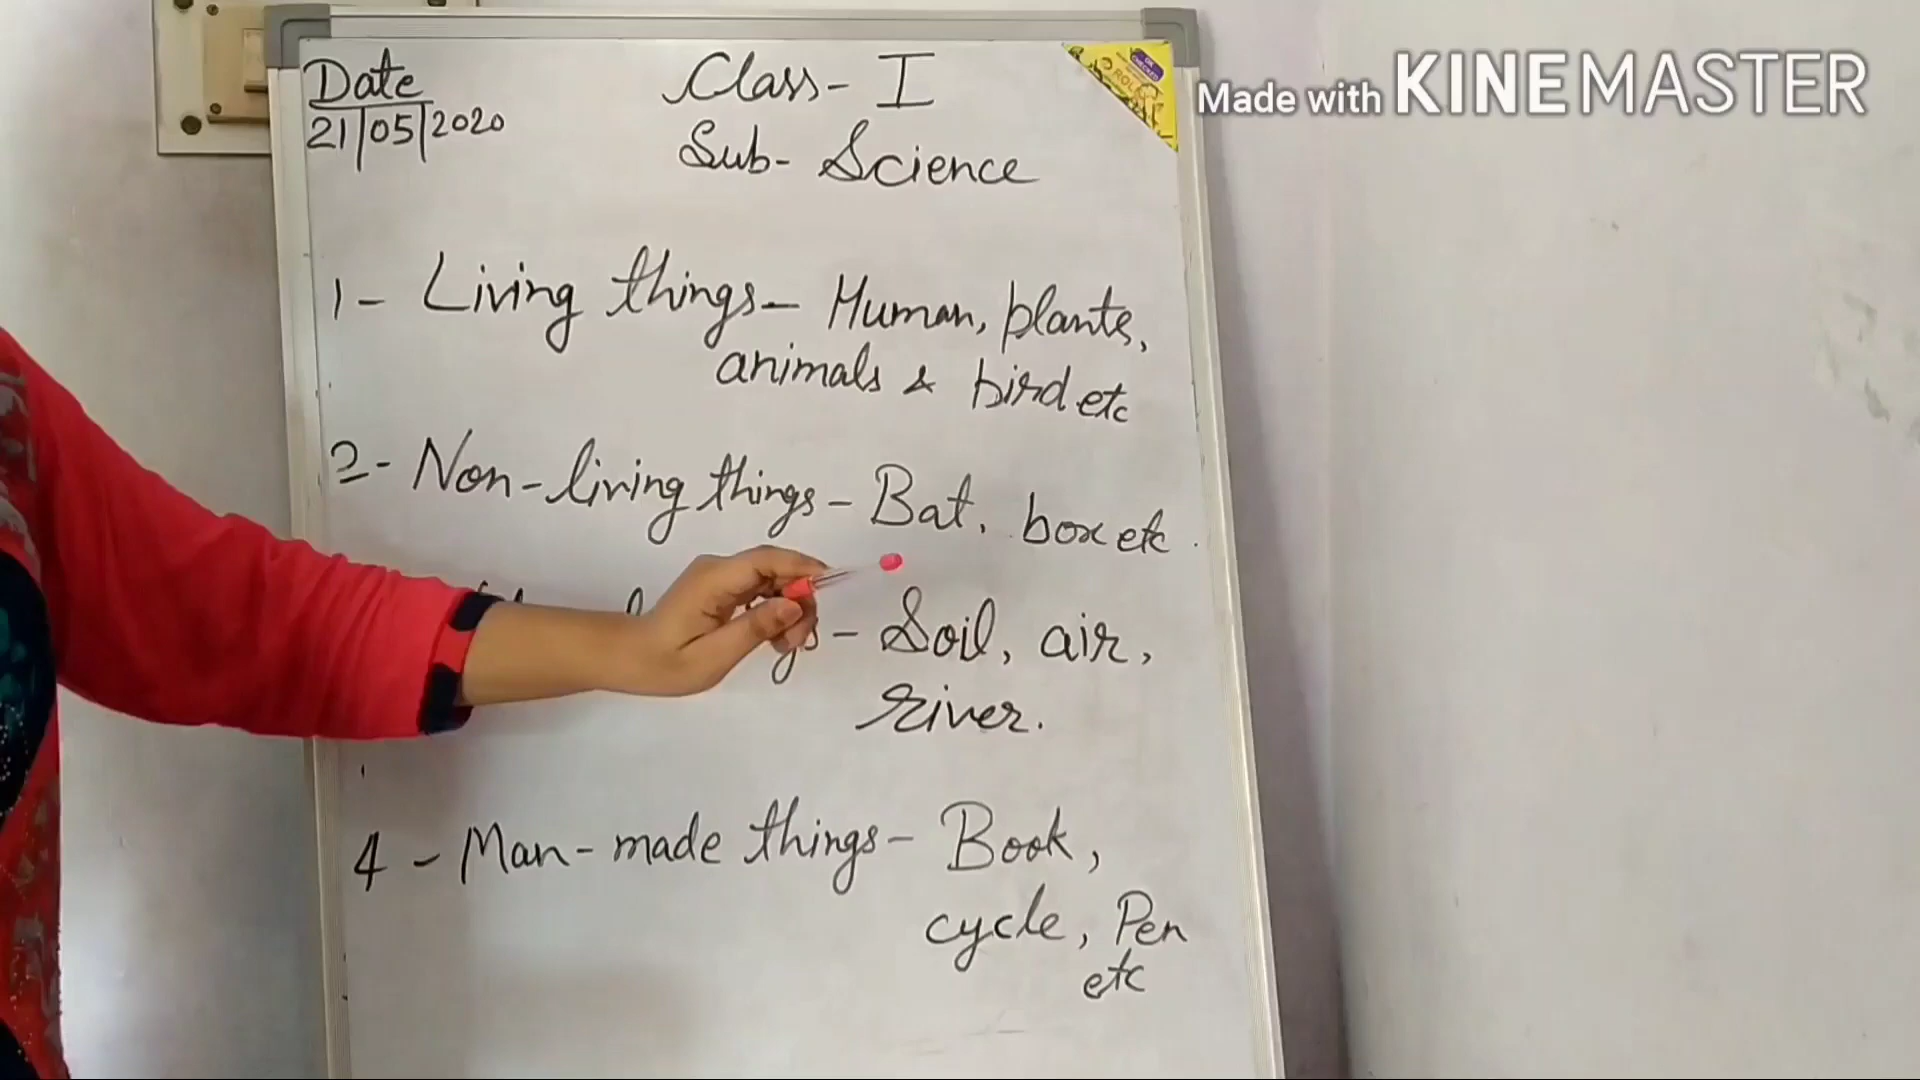 Date
21/05/2020
Class- I
Sub- Science
Made with KINEMASTER
1- Living things- Human, plants,
animals & bird etc
2- Non-living things- Bat, box etc.
- Soil, air,
river.
4- Man-made things- Book,
cycle, Pen
etc